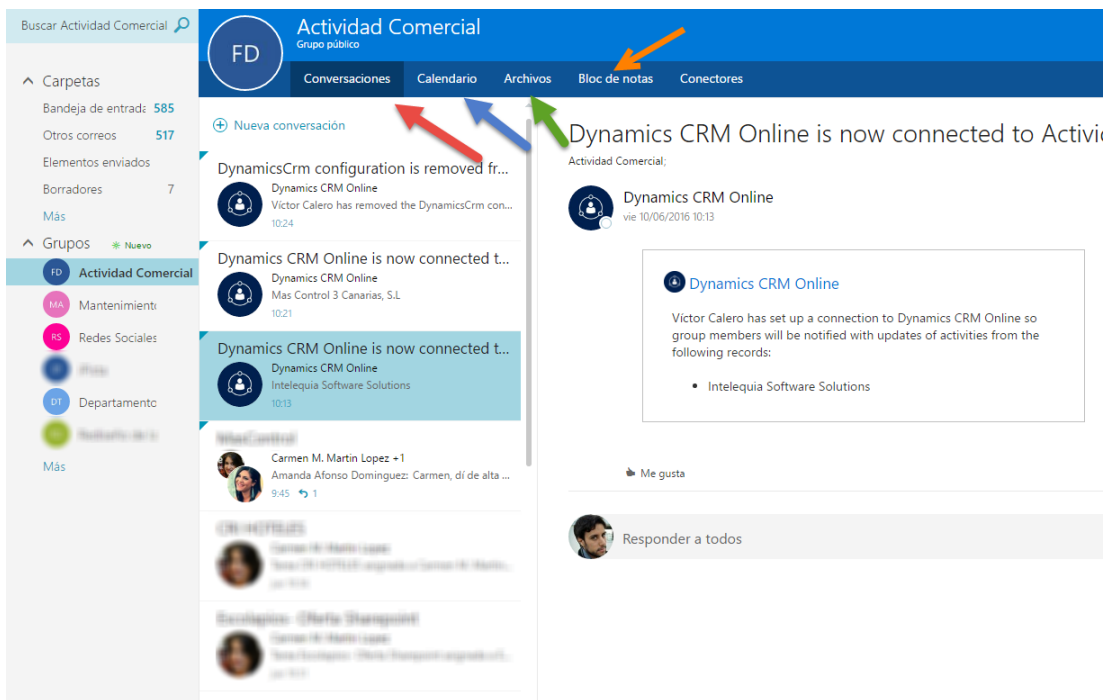 Buscar Actividad Comercial
Carpetas
Bandeja de entrada 585
Otros correos 517
Elementos enviados
Borradores 7
Más
Grupos Nuevo
FD Actividad Comercial
MA Mantenimiento
RS Redes Sociales
DT Departamento
Más
FD
Actividad Comercial
Grupo público
Conversaciones Calendario Archivos Bloc de notas Conectores
Nueva conversación
DynamicsCrm configuration is removed fr...
Dynamics CRM Online
Víctor Calero has removed the DynamicsCrm con...
10:24
Dynamics CRM Online is now connected t...
Dynamics CRM Online
Mas Control 3 Canarias, S.L
10:21
Dynamics CRM Online is now connected t...
Dynamics CRM Online
Intelequia Software Solutions
10:13
Carmen M. Martin Lopez +1
Amanda Afonso Dominguez: Carmen, dí de alta ...
9:45 1
Dynamics CRM Online is now connected to Activi
Actividad Comercial;
Dynamics CRM Online
vie 10/06/2016 10:13
Dynamics CRM Online
Víctor Calero has set up a connection to Dynamics CRM Online so
group members will be notified with updates of activities from the
following records:
Intelequia Software Solutions
Me gusta
Responder a todos